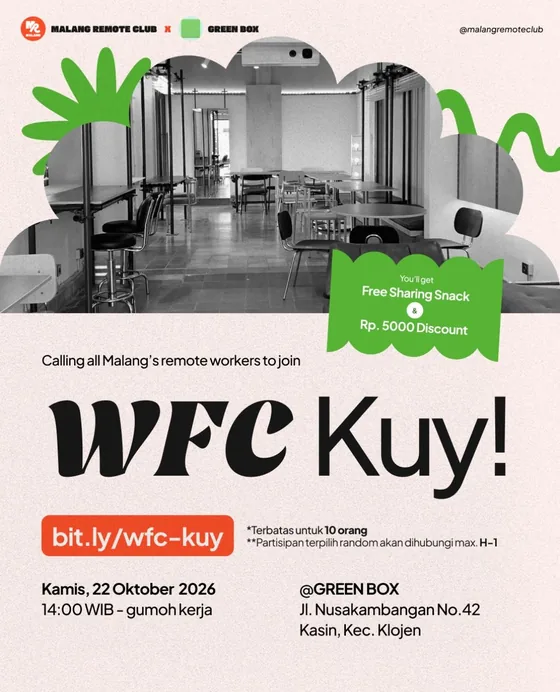 MRC
MALANG
MALANG REMOTE CLUB X GREEN BOX
@malangremoteclub
You'll get
Free Sharing Snack
&
Rp. 5000 Discount
Calling all Malang's remote workers to join
WFC Kuy!
bit.ly/wfc-kuy
*Terbatas untuk 10 orang
**Partisipan terpilih random akan dihubungi max. H-1
Kamis, 22 Oktober 2026
14:00 WIB - gumoh kerja
@GREEN BOX
Jl. Nusakambangan No.42
Kasin, Kec. Klojen